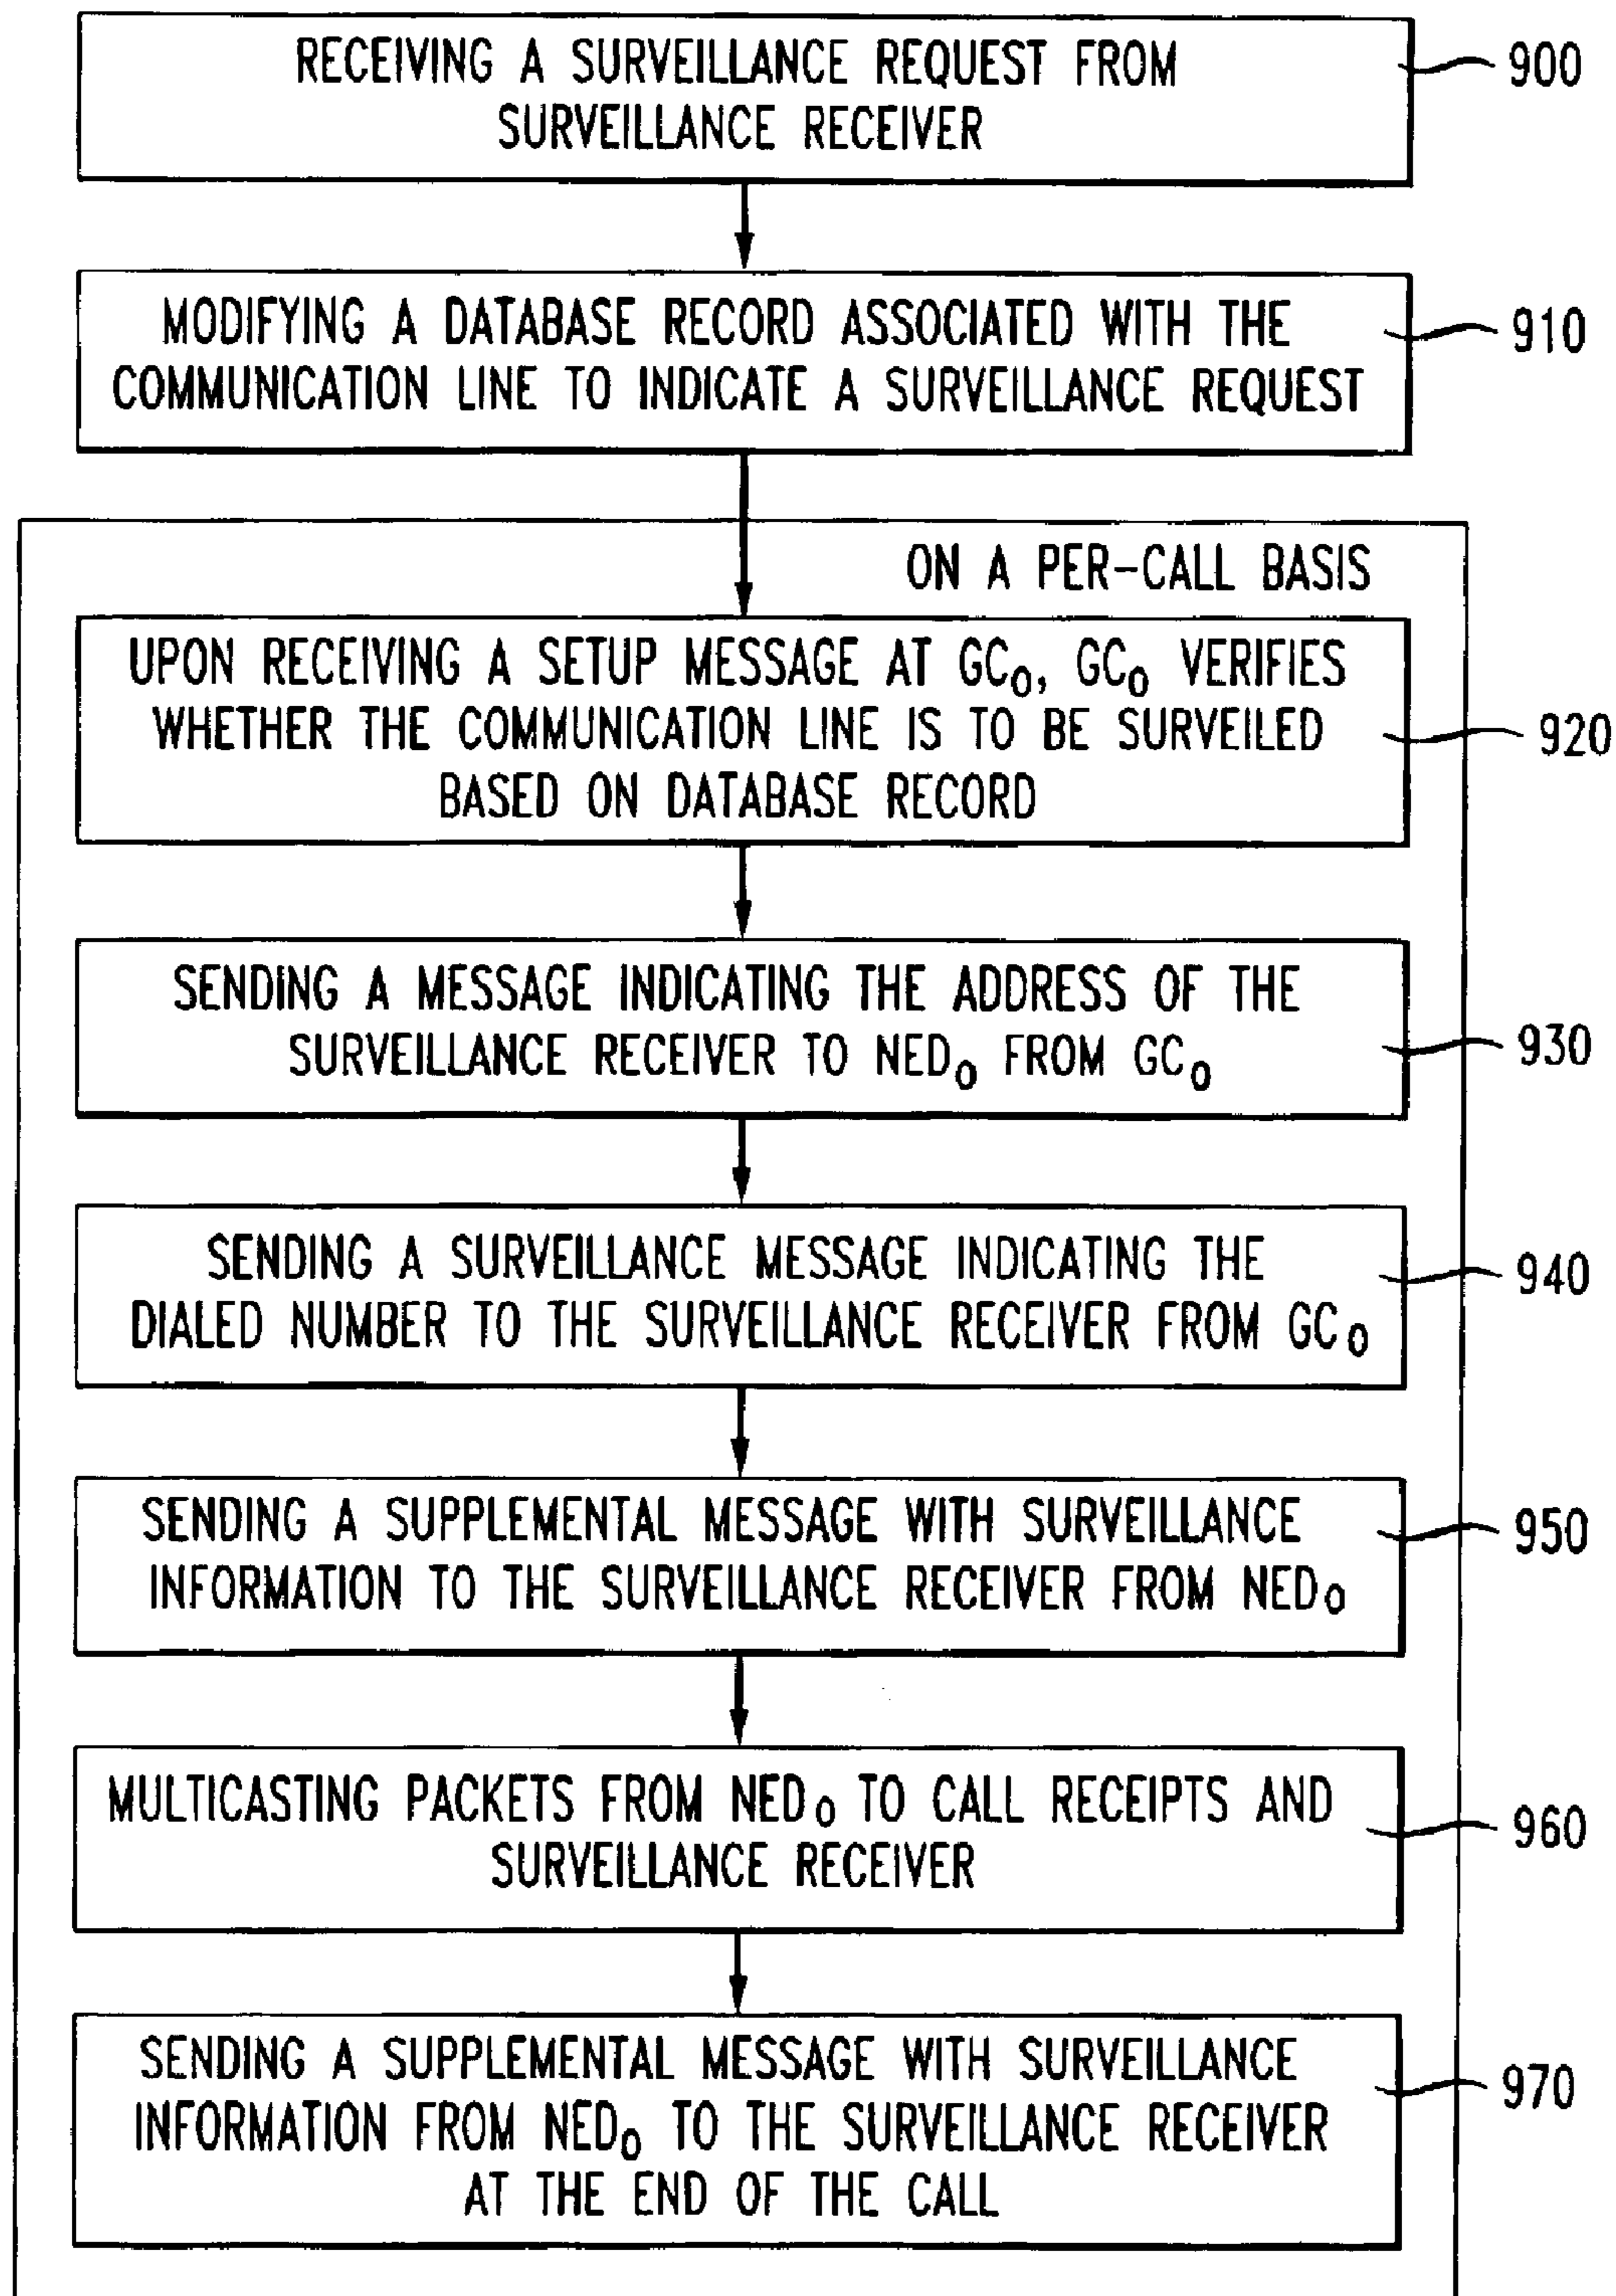 RECEIVING A SURVEILLANCE REQUEST FROM
SURVEILLANCE RECEIVER
900
MODIFYING A DATABASE RECORD ASSOCIATED WITH THE
COMMUNICATION LINE TO INDICATE A SURVEILLANCE REQUEST
910
ON A PER-CALL BASIS
UPON RECEIVING A SETUP MESSAGE AT GC₀, GC₀ VERIFIES
WHETHER THE COMMUNICATION LINE IS TO BE SURVEILED
BASED ON DATABASE RECORD
920
SENDING A MESSAGE INDICATING THE ADDRESS OF THE
SURVEILLANCE RECEIVER TO NED₀ FROM GC₀
930
SENDING A SURVEILLANCE MESSAGE INDICATING THE
DIALED NUMBER TO THE SURVEILLANCE RECEIVER FROM GC₀
940
SENDING A SUPPLEMENTAL MESSAGE WITH SURVEILLANCE
INFORMATION TO THE SURVEILLANCE RECEIVER FROM NED₀
950
MULTICASTING PACKETS FROM NED₀ TO CALL RECEIPTS AND
SURVEILLANCE RECEIVER
960
SENDING A SUPPLEMENTAL MESSAGE WITH SURVEILLANCE
INFORMATION FROM NED₀ TO THE SURVEILLANCE RECEIVER
AT THE END OF THE CALL
970